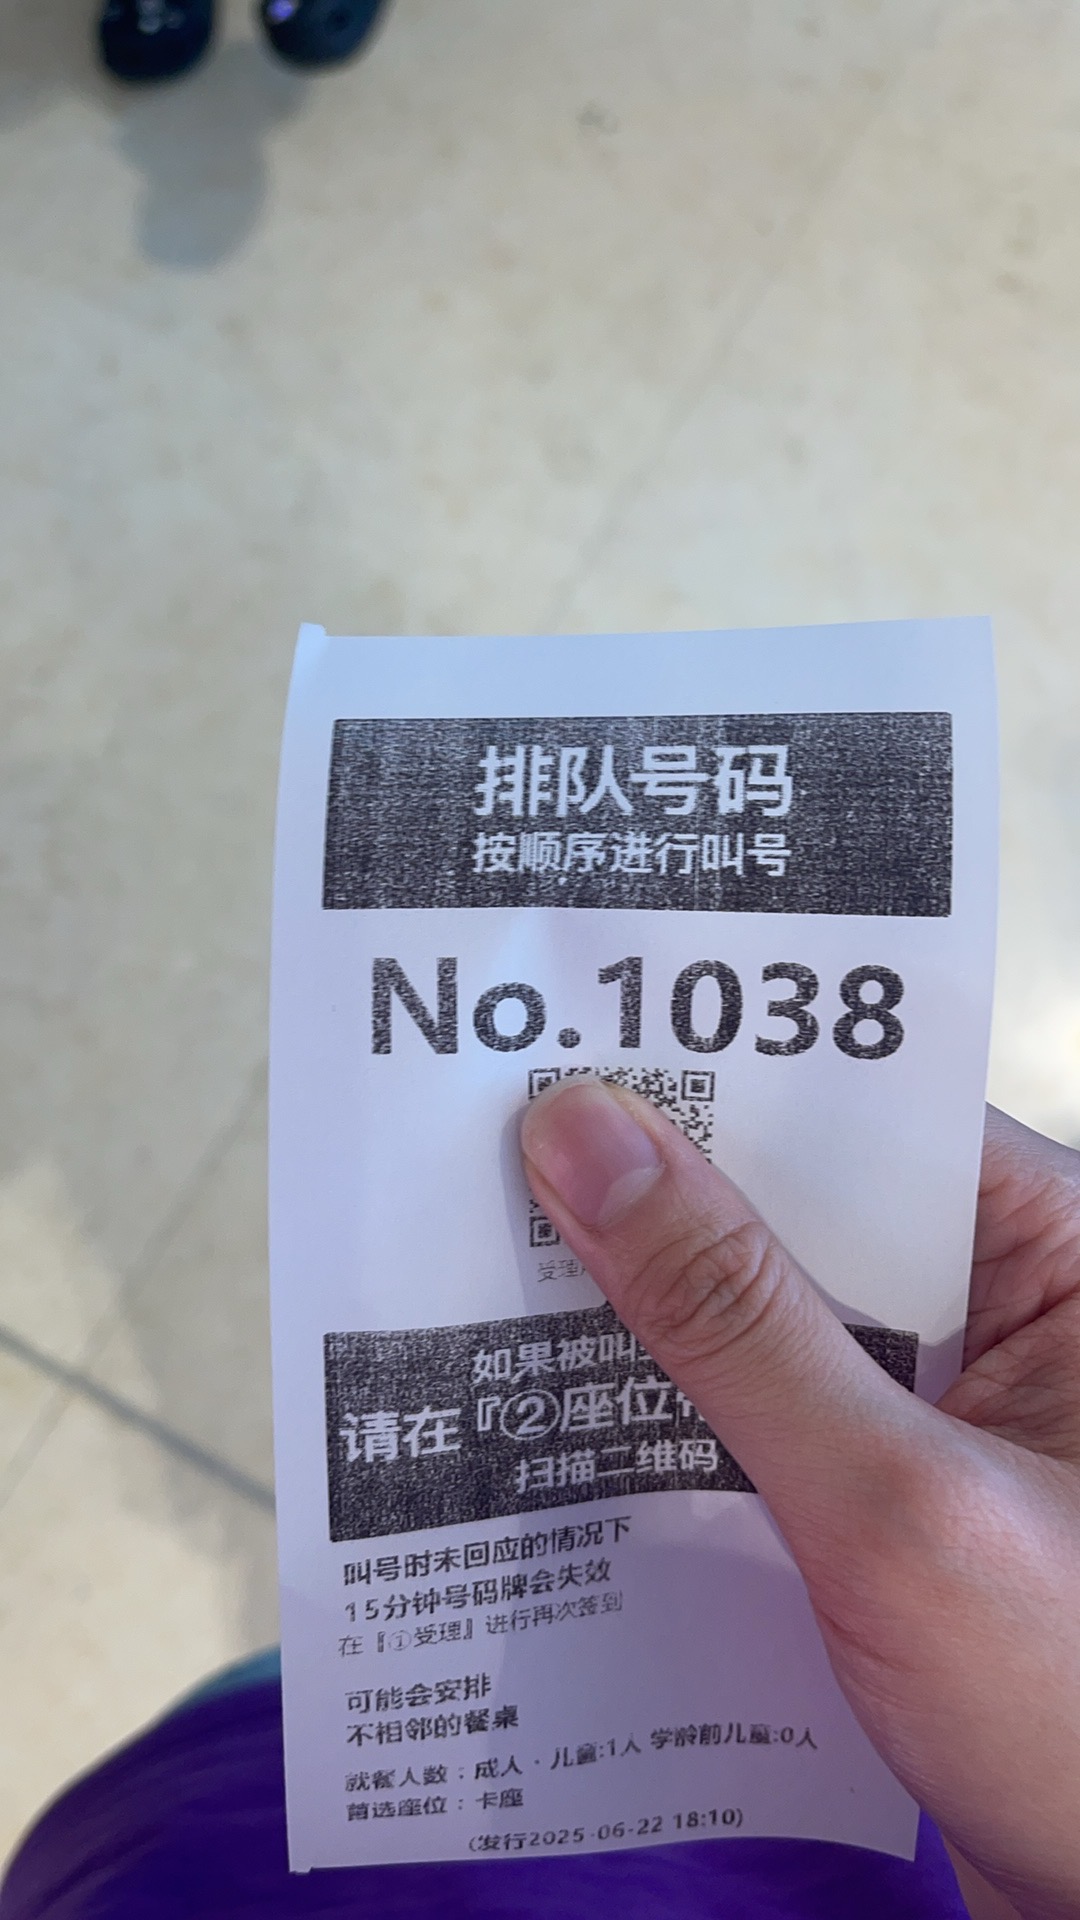 排队号码
按顺序进行叫号
No.1038
受理
如果被叫
请在『②座位
扫描二维码
叫号时未回应的情况下
15分钟号码牌会失效
在『①受理』进行再次签到
可能会安排
不相邻的餐桌
就餐人数：成人·儿童:1人 学龄前儿童:0人
首选座位：卡座
(发行2025-06-22 18:10)